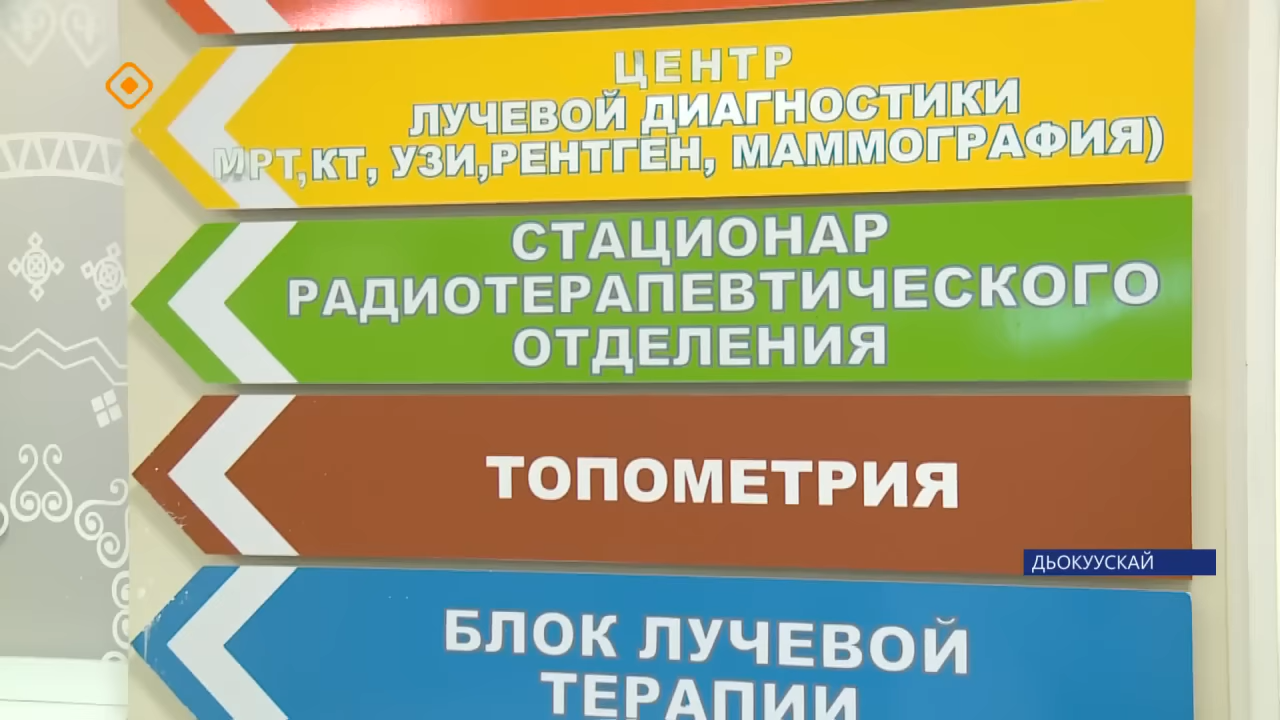 ЦЕНТР
ЛУЧЕВОЙ ДИАГНОСТИКИ
МРТ,КТ, УЗИ,РЕНТГЕН, МАММОГРАФИЯ)
СТАЦИОНАР
РАДИОТЕРАПЕВТИЧЕСКОГО
ОТДЕЛЕНИЯ
ТОПОМЕТРИЯ
ДЬОКУУСКАЙ
БЛОК ЛУЧЕВОЙ
ТЕРАПИИ